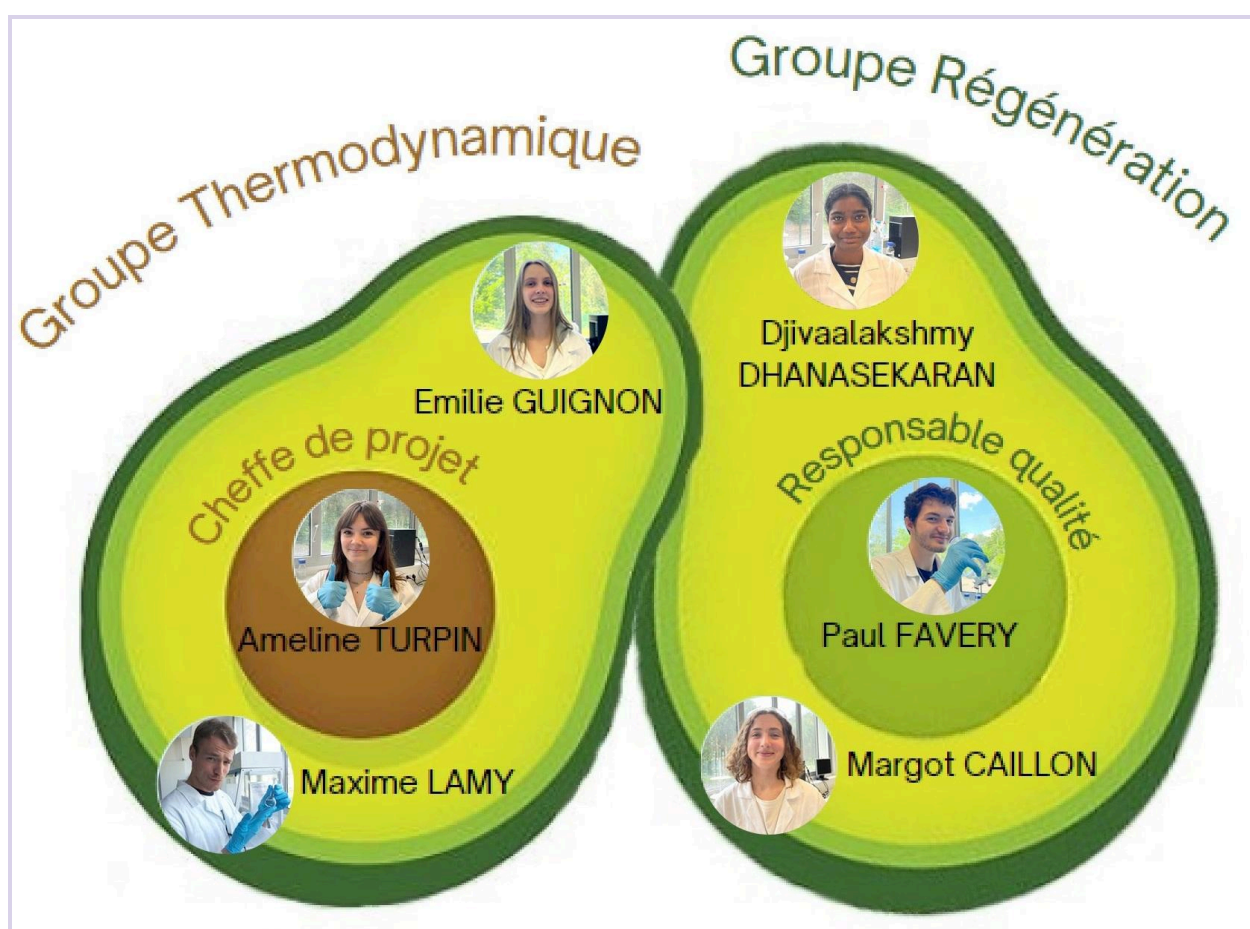 Groupe Thermodynamique
Emilie GUIGNON
Cheffe de projet
Ameline TURPIN
Maxime LAMY
Groupe Régénération
Djivaalakshmy
DHANASEKARAN
Responsable qualité
Paul FAVERY
Margot CAILLON